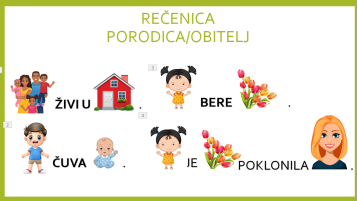 REČENICA
PORODICA/OBITELJ
ŽIVI U .
BERE .
ČUVA .
JE POKLONILA .